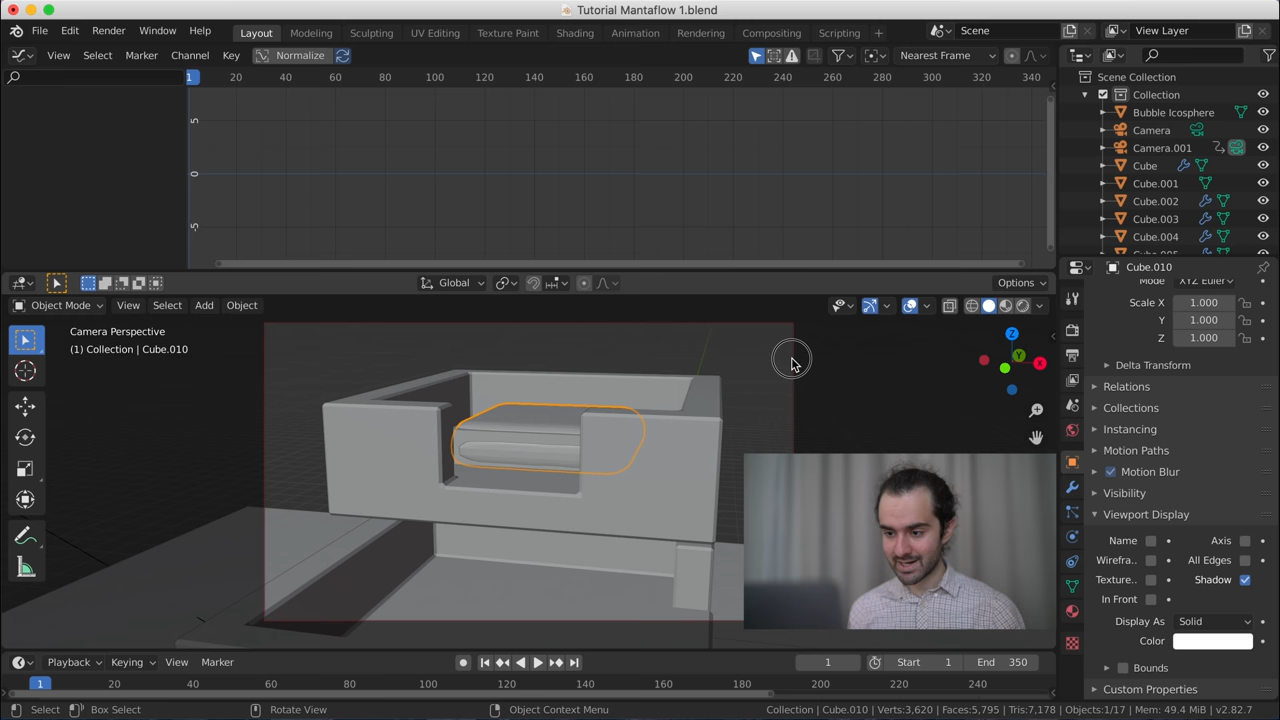 Tutorial Mantaflow 1.blend
File Edit Render Window Help Layout Modeling Sculpting UV Editing Texture Paint Shading Animation Rendering Compositing Scripting + Scene View Layer
View Select Marker Channel Key Normalize Nearest Frame
1 20 40 60 80 100 120 140 160 180 200 220 240 260 280 300 320 340
5
0
-5
Scene Collection
Collection
Bubble Icosphere
Camera
Camera.001
Cube
Cube.001
Cube.002
Cube.003
Cube.004
Global Options
Object Mode View Select Add Object
Camera Perspective
(1) Collection | Cube.010
Z
Y
X
Cube.010
Mode XYZ Euler
Scale X 1.000
Y 1.000
Z 1.000
Delta Transform
Relations
Collections
Instancing
Motion Paths
Motion Blur
Visibility
Viewport Display
Name Axis
Wirefra.. All Edges
Texture.. Shadow
In Front
Display As Solid
Color
Bounds
Custom Properties
Playback Keying View Marker 1 Start 1 End 350
1 20 40 60 80 100 120 140 160 180 200 220 240
Select Box Select Rotate View Object Context Menu Collection | Cube.010 | Verts:3,620 | Faces:5,795 | Tris:7,178 | Objects:1/17 | Mem: 49.4 MiB | v2.82.7